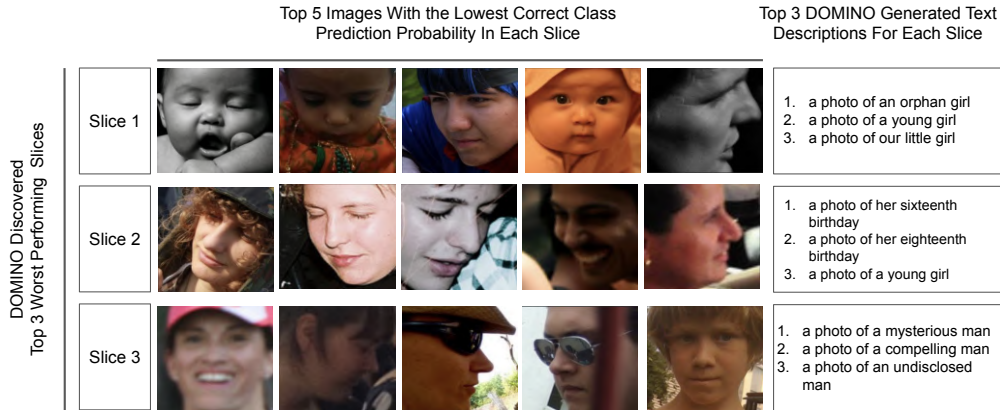 Top 5 Images With the Lowest Correct Class
Prediction Probability In Each Slice
Top 3 DOMINO Generated Text
Descriptions For Each Slice
DOMINO Discovered
Top 3 Worst Performing Slices
Slice 1
1. a photo of an orphan girl
2. a photo of a young girl
3. a photo of our little girl
Slice 2
1. a photo of her sixteenth
birthday
2. a photo of her eighteenth
birthday
3. a photo of a young girl
Slice 3
1. a photo of a mysterious man
2. a photo of a compelling man
3. a photo of an undisclosed
man